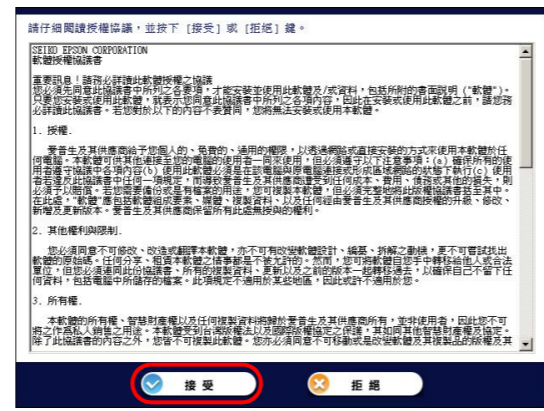 請仔細閱讀授權協議，並按下 [接受] 或 [拒絕] 鍵。
SEIKO EPSON CORPORATION
軟體授權協議書
重要訊息！請務必詳讀此軟體授權之協議
您必須先同意此協議書中所列之各要項，才能安裝並使用此軟體及/或資料，包括所附的書面說明 ("軟體")。
只要您安裝或使用此軟體，就表示您同意此協議書中所列之各項內容，因此在安裝或使用此軟體之前，請您務
必詳讀此協議書。若您對於以下的內容不表贊同，您將無法安裝或使用本軟體。
1. 授權.
愛普生及其供應商給予您個人的、免費的、通用的權限，以透過網路或直接安裝的方式來使用本軟體於任
何電腦。本軟體可供其他連接至您的電腦的使用者一同來使用，但必須遵守以下注意事項：(a) 確保所有的使
用者遵守協議中各項內容(b) 使用此軟體必須是在該電腦與原電腦連接或形成區域網路的狀態下執行(c) 使用
者若違反此協議書中任何一項規定，而導致愛普生及其供應商遭受到任何成本、費用、債務或其他的損失，則
必須予以賠償。若您需要備份或是有檔案的用途，您可複製本軟體，但必須完整地將此版權協議書括至其中。
在此處，"軟體"應包括軟體組成要素、媒體、複製資料、以及任何經由愛普生及其供應商授權的升級、修改、
新增及更新版本。愛普生及其供應商保留所有此處無授與的權利。
2. 其他權利與限制.
您必須同意不可修改、改造或翻譯本軟體，亦不可有改變軟體設計、編纂、拆解之動機，更不可嘗試找出
軟體的原始碼。任何分享、租賃本軟體之情事都是不被允許的。然而，您可將軟體自您手中轉移給他人或合法
單位，但您必須連同此份協議書、所有的複製資料、更新以及之前的版本一起轉移過去，以確保自己不留下任
何資料，包括電腦中所儲存的檔案。此項規定不適用於某些地區，因此或許不適用於您。
3. 所有權.
本軟體的所有權、智慧財產權以及任何複製資料將歸於愛普生及其供應商所有，並非使用者，因此您不可
將之作為私人銷售之用途。本軟體受到台灣版權法以及國際版權協定之保護，其如同其他智慧財產權及協定。
除了此協議書的內容之外，您皆不可複製此軟體。您亦必須同意不可移動或是改變軟體及其複製品的版權及其
接受
拒絕